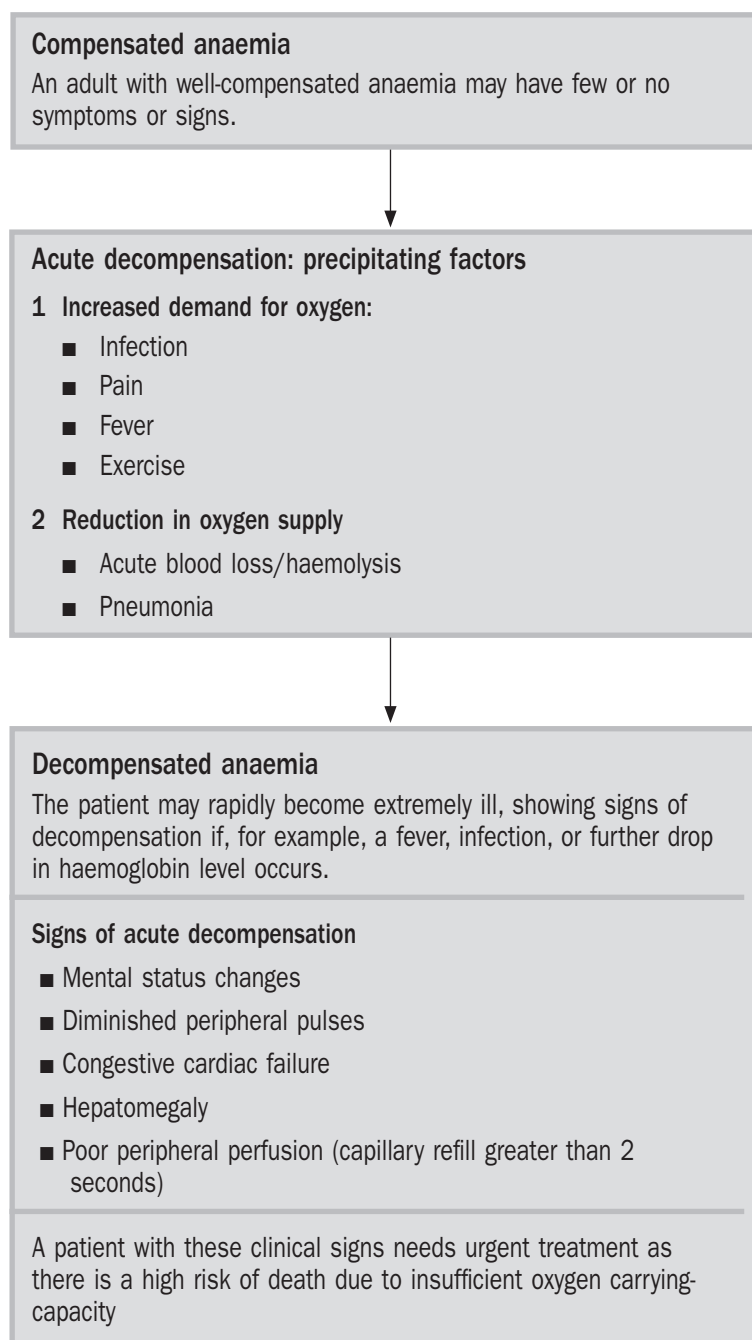 Compensated anaemia
An adult with well-compensated anaemia may have few or no
symptoms or signs.
Acute decompensation: precipitating factors
1 Increased demand for oxygen:
■ Infection
■ Pain
■ Fever
■ Exercise
2 Reduction in oxygen supply
■ Acute blood loss/haemolysis
■ Pneumonia
Decompensated anaemia
The patient may rapidly become extremely ill, showing signs of
decompensation if, for example, a fever, infection, or further drop
in haemoglobin level occurs.
Signs of acute decompensation
■ Mental status changes
■ Diminished peripheral pulses
■ Congestive cardiac failure
■ Hepatomegaly
■ Poor peripheral perfusion (capillary refill greater than 2
seconds)
A patient with these clinical signs needs urgent treatment as
there is a high risk of death due to insufficient oxygen carrying-
capacity